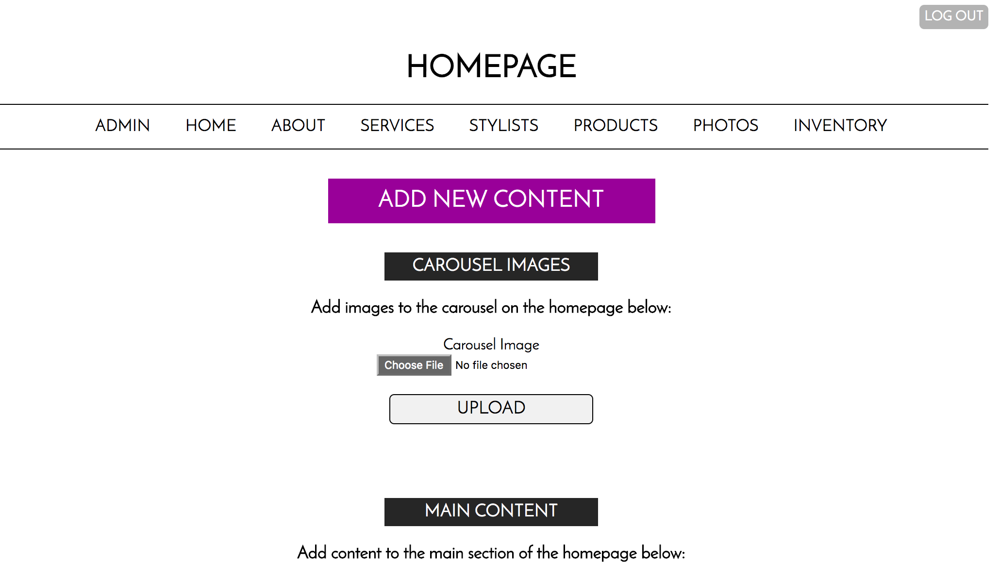 LOG OUT
HOMEPAGE
ADMIN HOME ABOUT SERVICES STYLISTS PRODUCTS PHOTOS INVENTORY
ADD NEW CONTENT
CAROUSEL IMAGES
Add images to the carousel on the homepage below:
Carousel Image
Choose File No file chosen
UPLOAD
MAIN CONTENT
Add content to the main section of the homepage below: